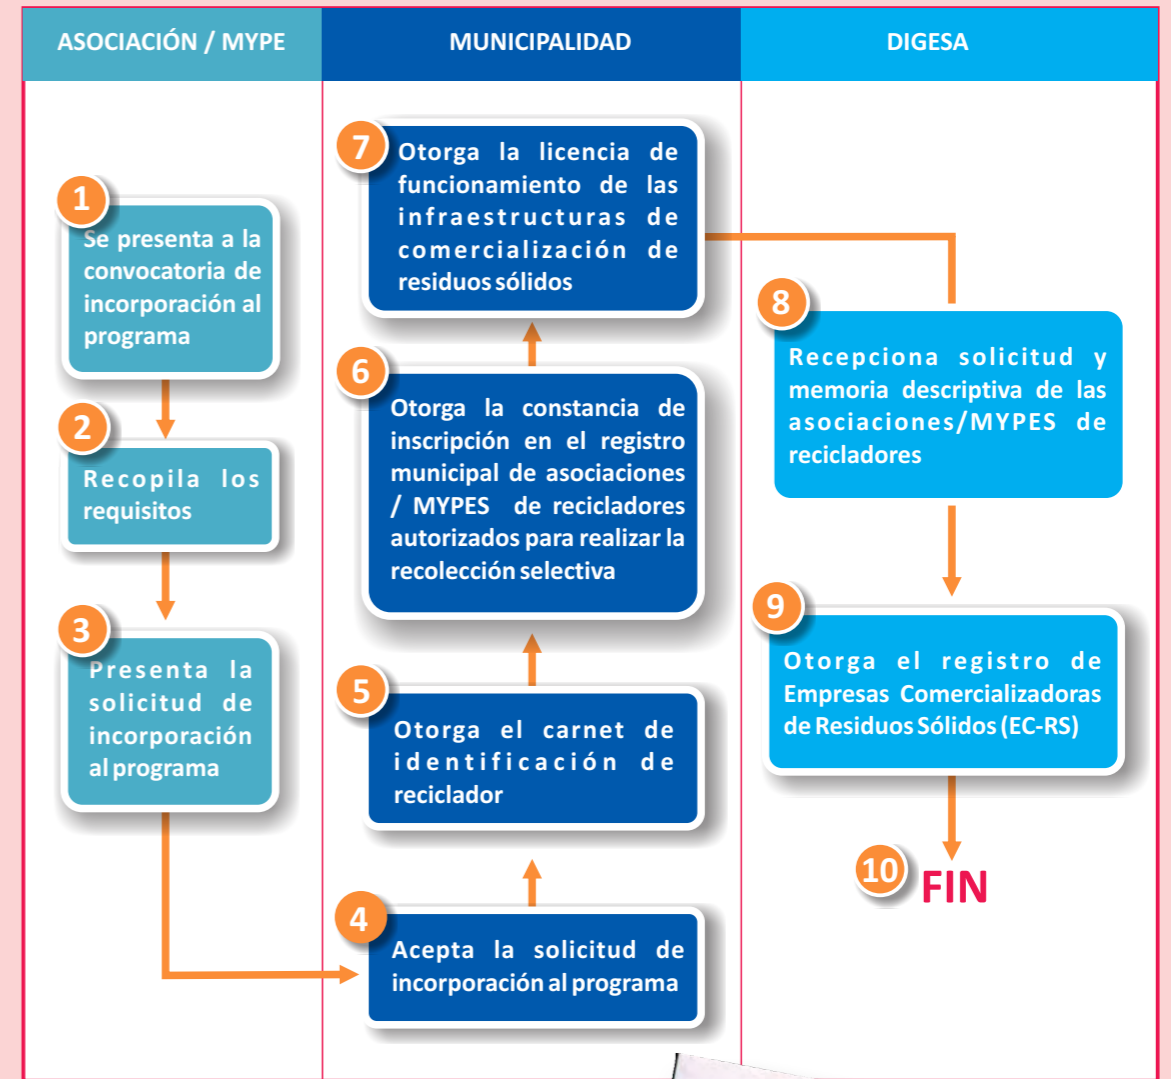 ASOCIACIÓN / MYPE
MUNICIPALIDAD
DIGESA
1
Se presenta a la
convocatoria de
incorporación al
programa
2
Recopila los
requisitos
3
Presenta la
solicitud de
incorporación
al programa
4
Acepta la solicitud de
incorporación al programa
5
Otorga el carnet de
identificación de
reciclador
6
Otorga la constancia de
inscripción en el registro
municipal de asociaciones
/ MYPES de recicladores
autorizados para realizar la
recolección selectiva
7
Otorga la licencia de
funcionamiento de las
infraestructuras de
comercialización de
residuos sólidos
8
Recepciona solicitud y
memoria descriptiva de las
asociaciones/MYPES de
recicladores
9
Otorga el registro de
Empresas Comercializadoras
de Residuos Sólidos (EC-RS)
10
FIN